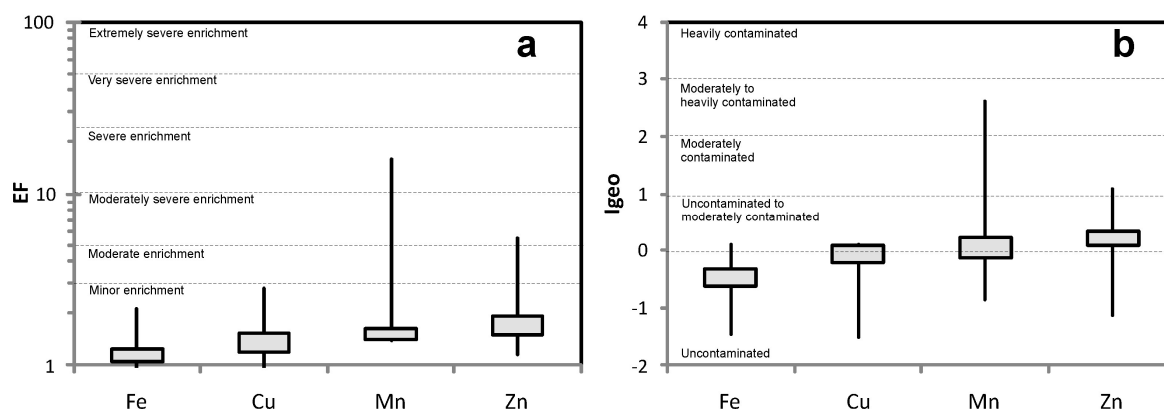 100
10
1
EF
a
Extremely severe enrichment
Very severe enrichment
Severe enrichment
Moderately severe enrichment
Moderate enrichment
Minor enrichment
Fe Cu Mn Zn
4
3
2
1
0
-1
-2
Igeo
b
Heavily contaminated
Moderately to
heavily contaminated
Moderately
contaminated
Uncontaminated to
moderately contaminated
Uncontaminated
Fe Cu Mn Zn